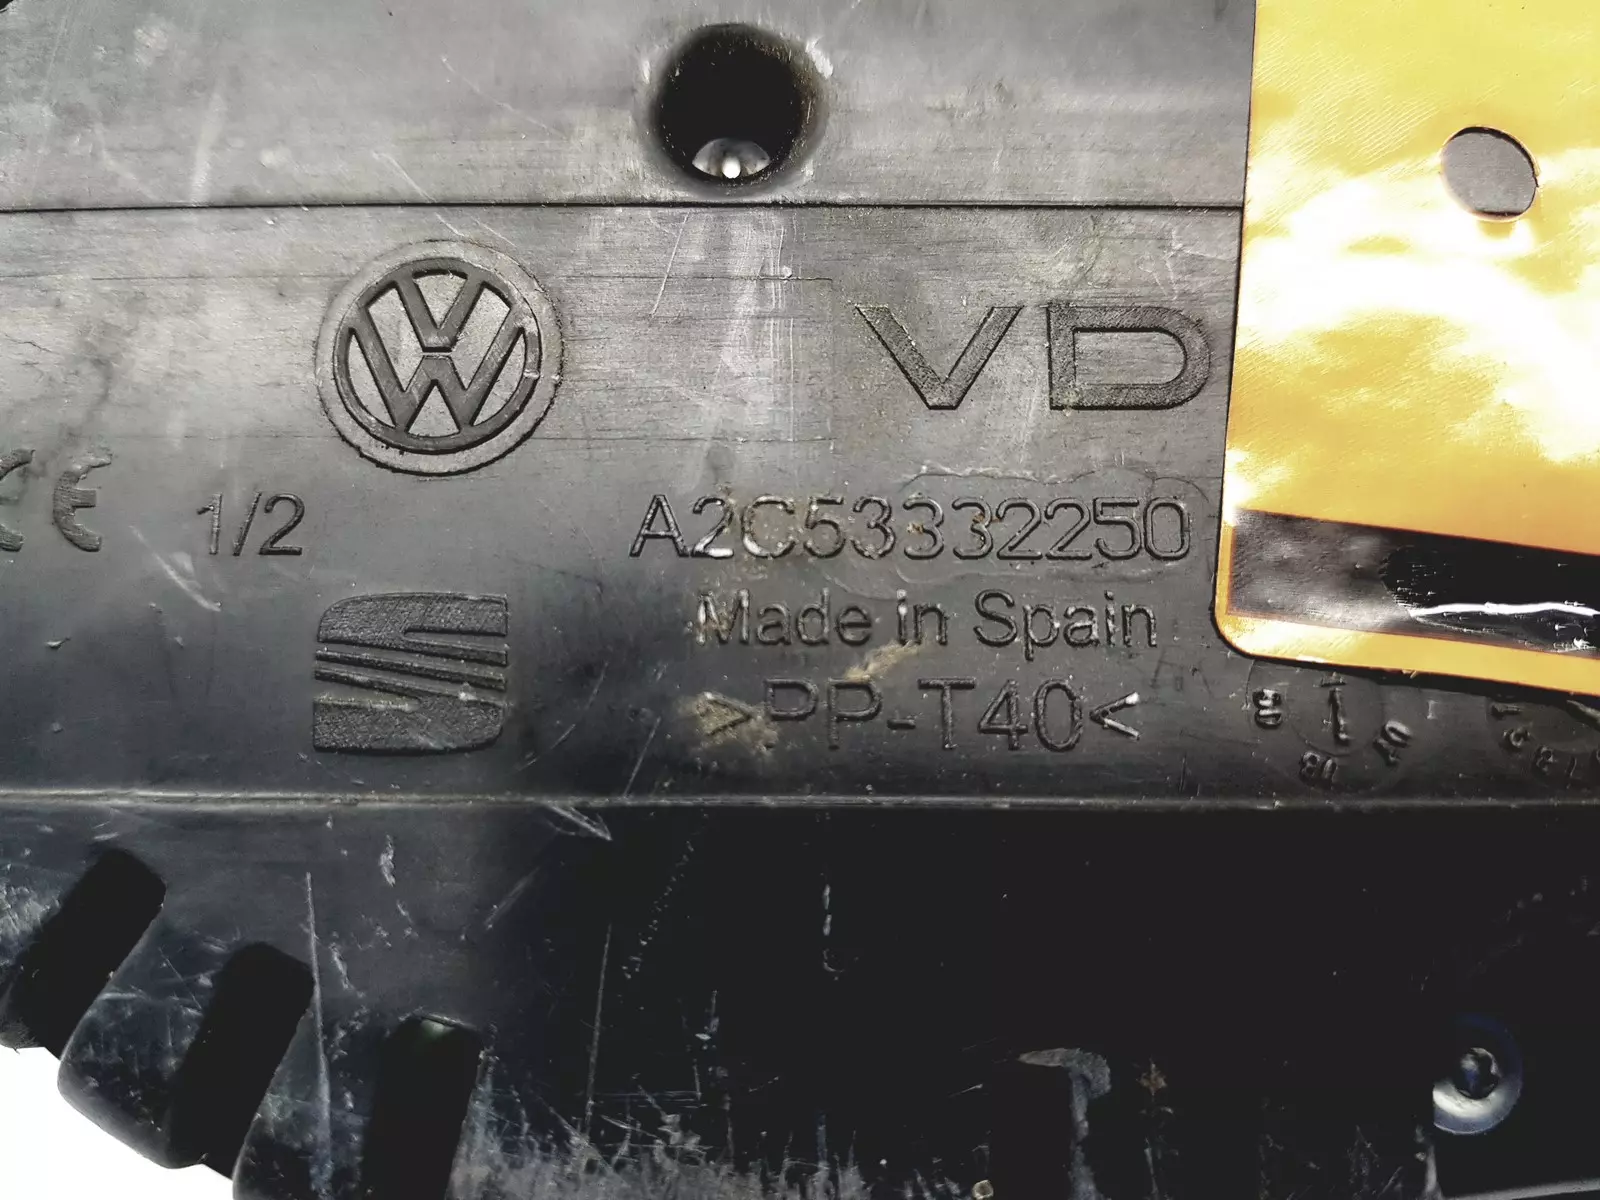 VD
CE 1/2 A2C53332250
Made in Spain
>PP-T40<